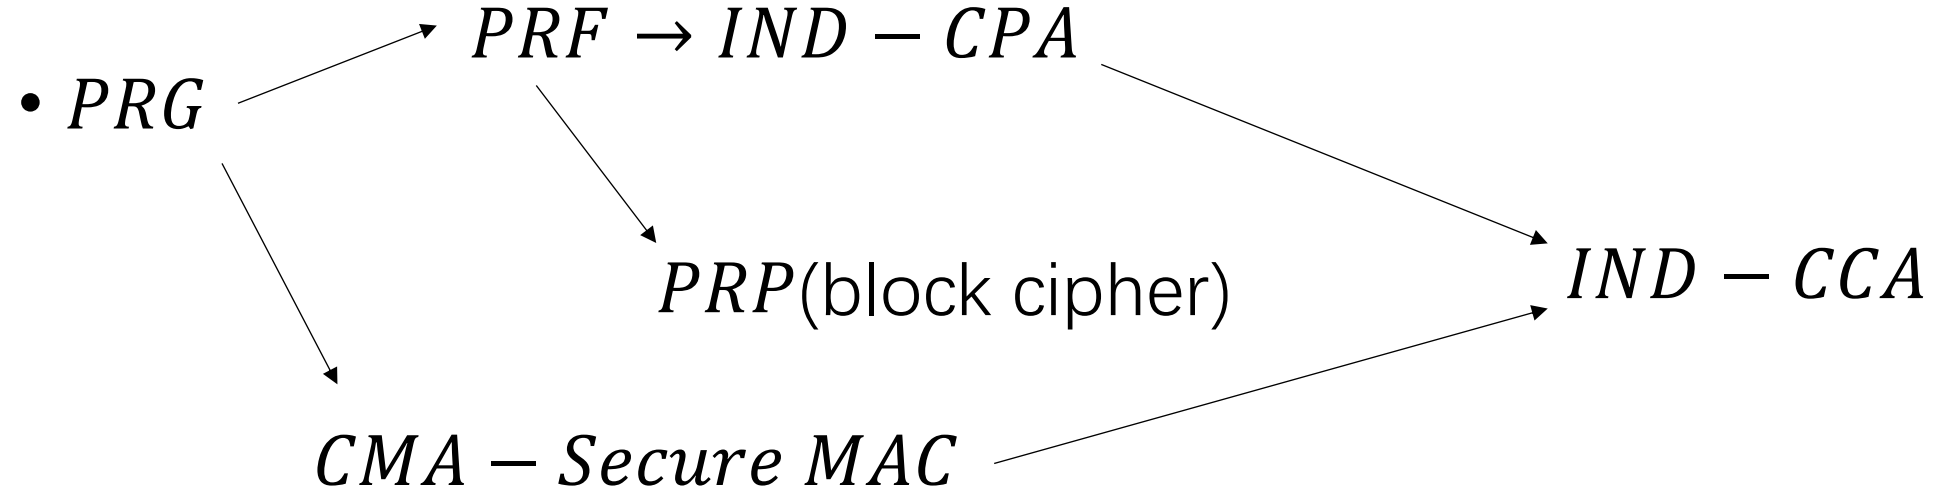 PRF → IND − CPA
• PRG
PRP(block cipher)
IND − CCA
CMA − Secure MAC